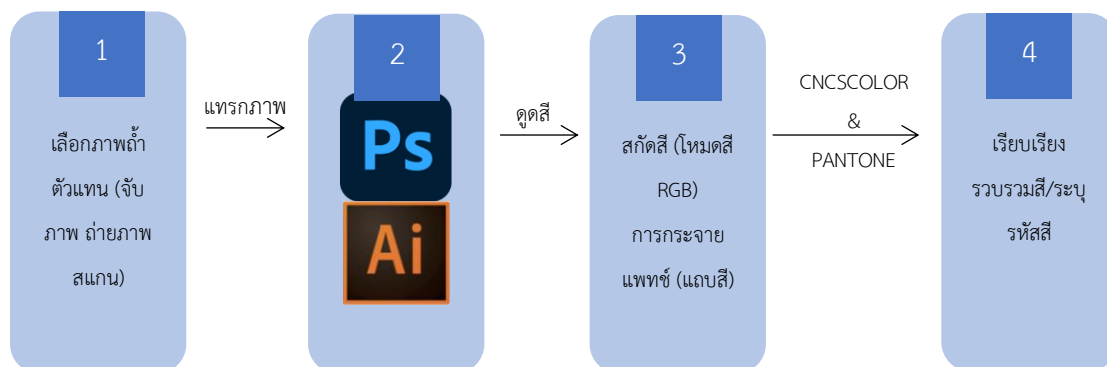 1
เลือกภาพถ้ำ
ตัวแทน (จับ
ภาพ ถ่ายภาพ
สแกน)
แทรกภาพ
2
Ps
Ai
ดูดสี
3
สกัดสี (โหมดสี
RGB)
การกระจาย
แพทช์ (แถบสี)
CNCSCOLOR
&
PANTONE
4
เรียบเรียง
รวบรวมสี/ระบุ
รหัสสี